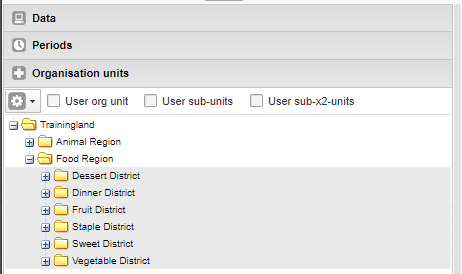 Data
Periods
Organisation units
User org unit User sub-units User sub-x2-units
Trainingland
Animal Region
Food Region
Dessert District
Dinner District
Fruit District
Staple District
Sweet District
Vegetable District